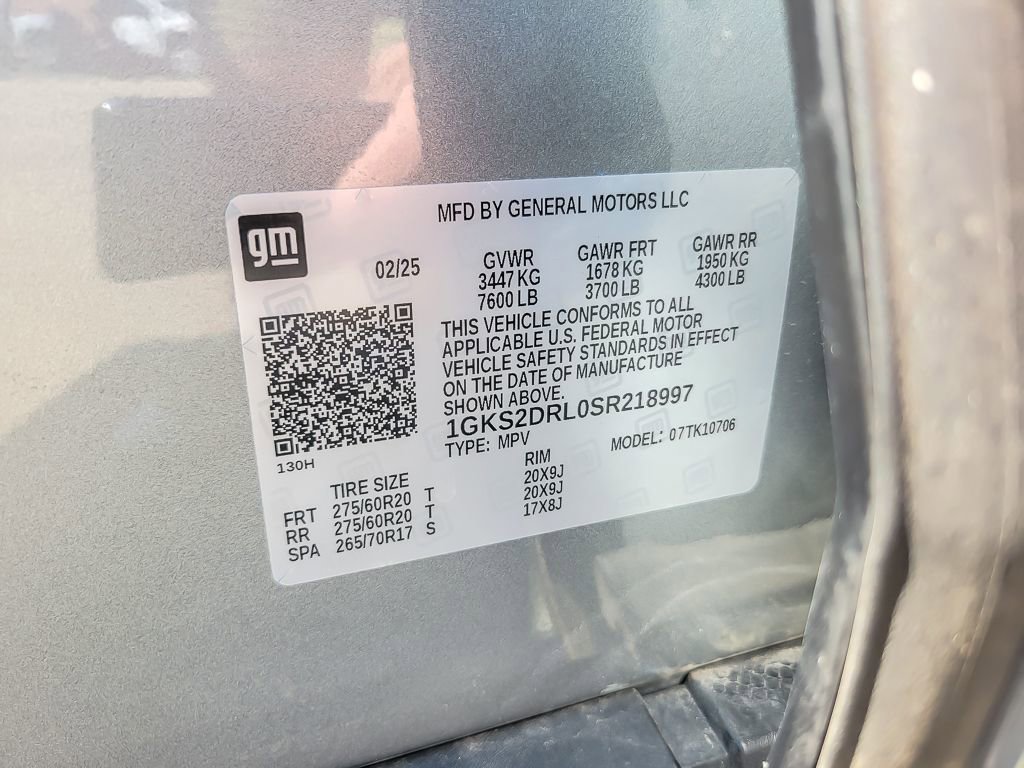 gm
MFD BY GENERAL MOTORS LLC
02/25
GVWR GAWR FRT GAWR RR
3447 KG 1678 KG 1950 KG
7600 LB 3700 LB 4300 LB
THIS VEHICLE CONFORMS TO ALL
APPLICABLE U.S. FEDERAL MOTOR
VEHICLE SAFETY STANDARDS IN EFFECT
ON THE DATE OF MANUFACTURE
SHOWN ABOVE.
1GKS2DRL0SR218997
TYPE: MPV MODEL: 07TK10706
130H
TIRE SIZE RIM
FRT 275/60R20 T 20X9J
RR 275/60R20 T 20X9J
SPA 265/70R17 S 17X8J